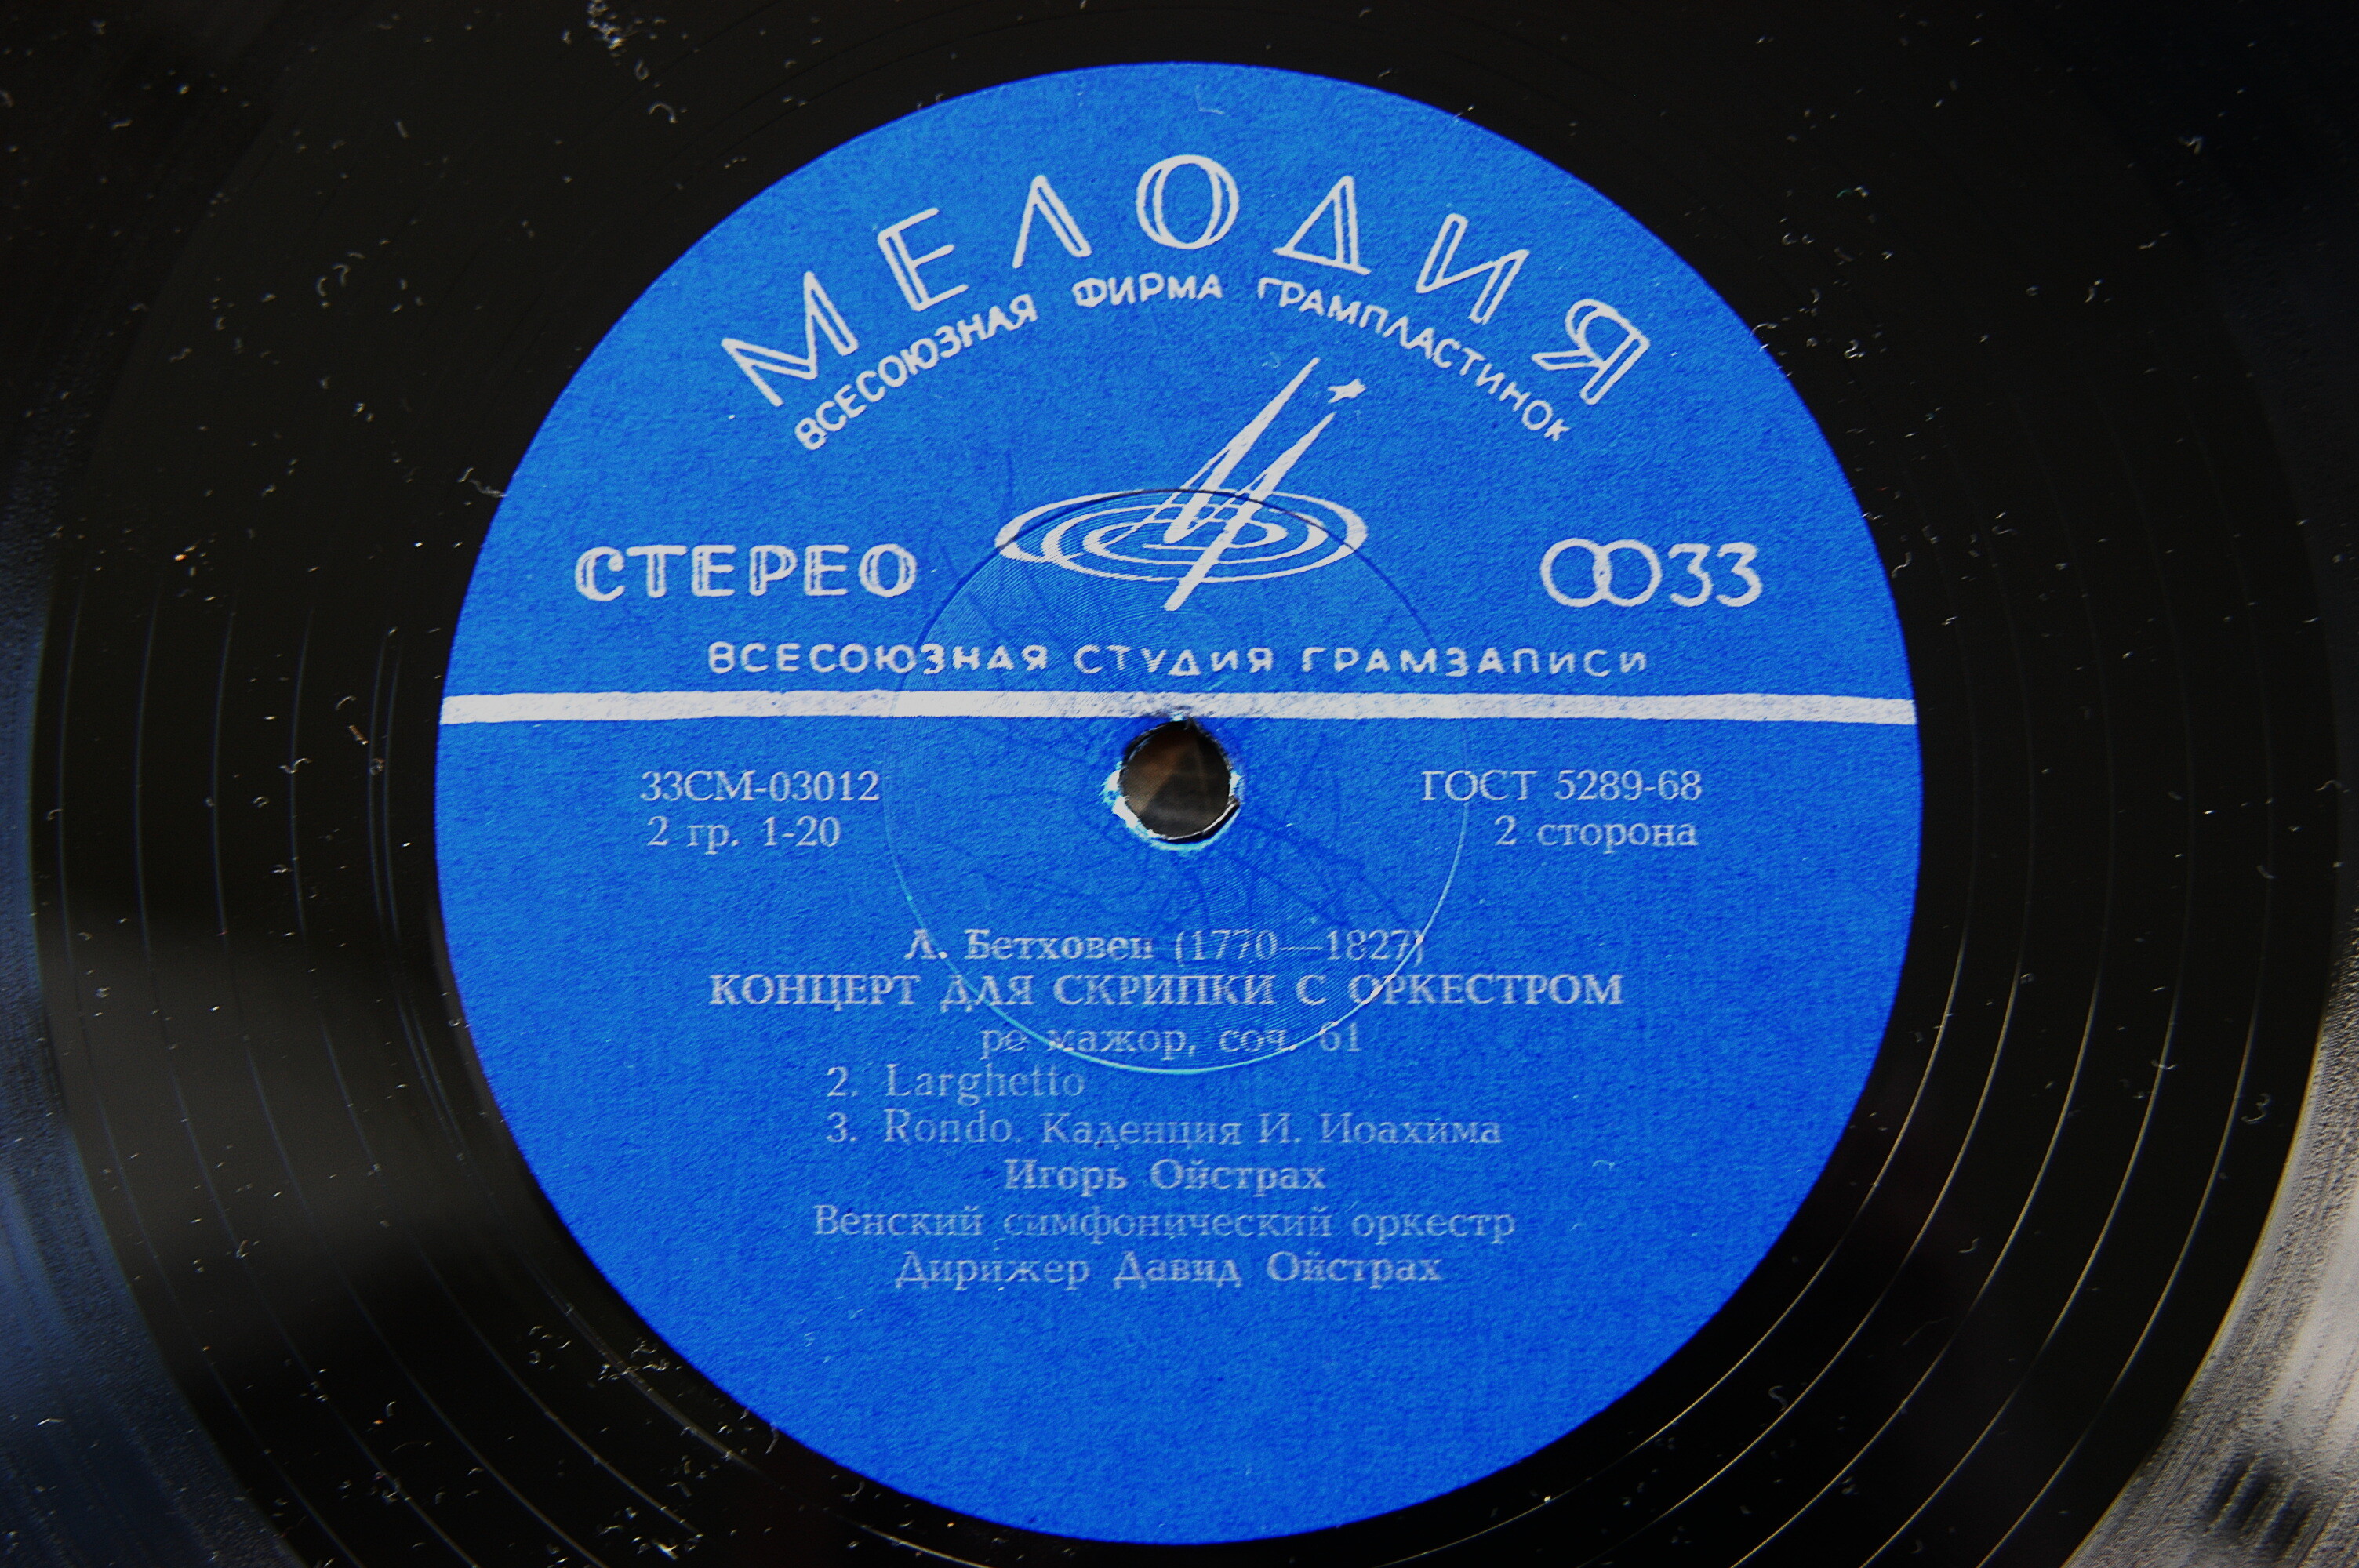 МЕЛОДИЯ
ВСЕСОЮЗНАЯ ФИРМА ГРАМПЛАСТИНОК
СТЕРЕО
33
ВСЕСОЮЗНАЯ СТУДИЯ ГРАМЗАПИСИ
33СМ-03012
ГОСТ 5289-68
2 гр. 1-20
2 сторона
Л. Бетховен (1770—1827)
КОНЦЕРТ ДЛЯ СКРИПКИ С ОРКЕСТРОМ
ре мажор, соч. 61
2. Larghetto
3. Rondo. Каденция И. Иоахима
Игорь Ойстрах
Венский симфонический оркестр
Дирижер Давид Ойстрах